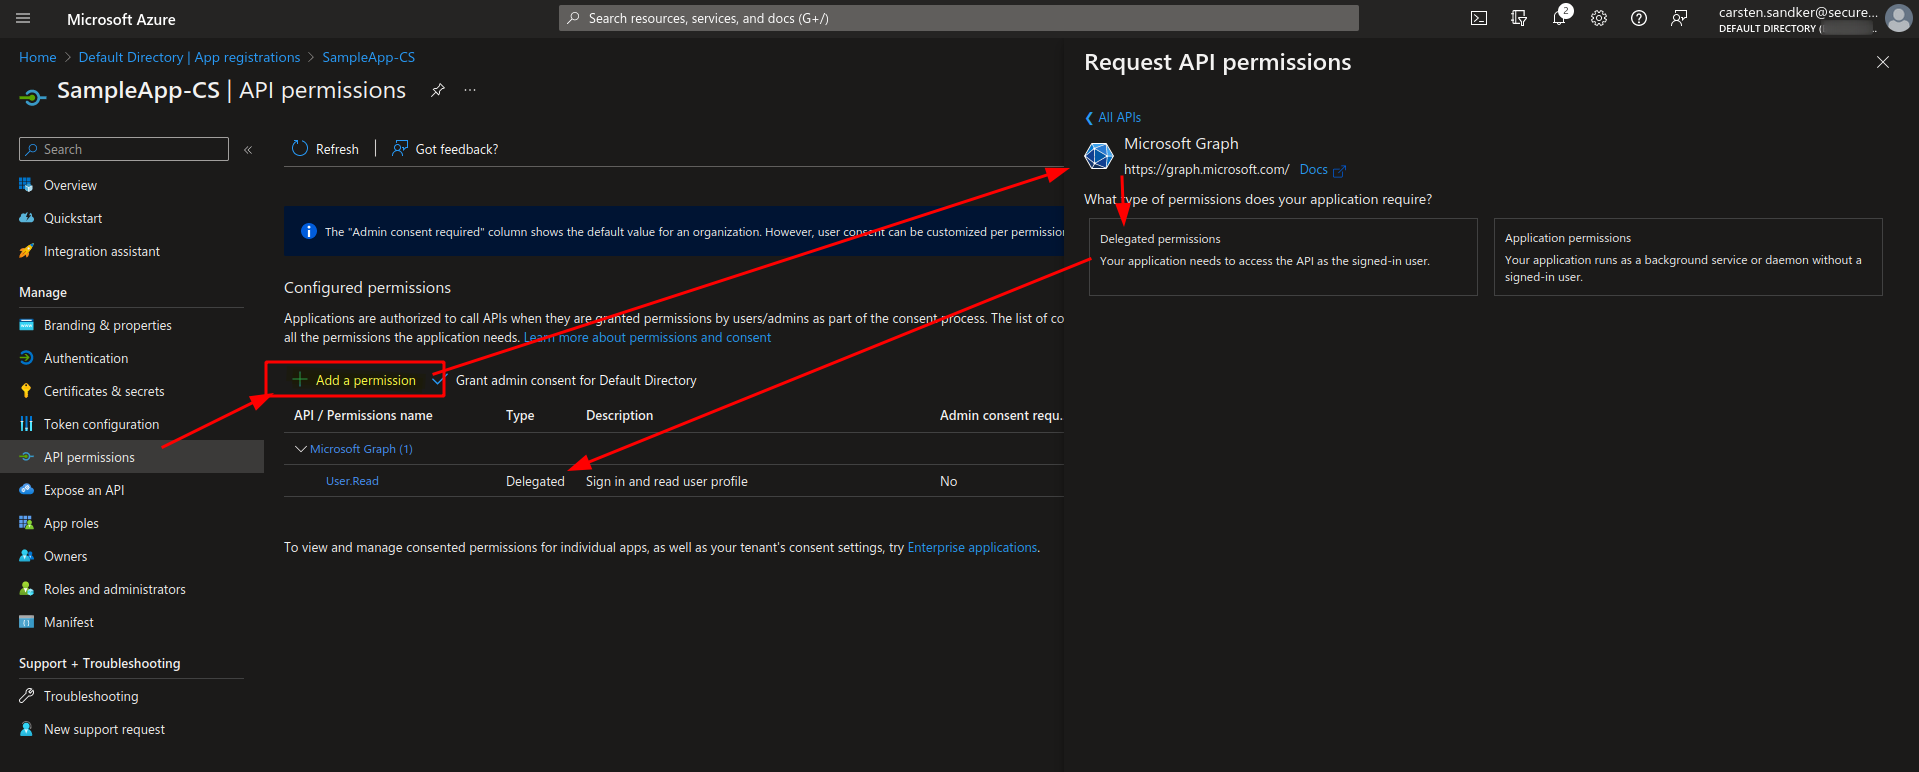 Microsoft Azure
Search resources, services, and docs (G+/)
2
carsten.sandker@secure...
DEFAULT DIRECTORY (
Home > Default Directory | App registrations > SampleApp-CS
SampleApp-CS | API permissions
...
Search
«
Overview
Quickstart
Integration assistant
Manage
Branding & properties
Authentication
Certificates & secrets
Token configuration
API permissions
Expose an API
App roles
Owners
Roles and administrators
Manifest
Support + Troubleshooting
Troubleshooting
New support request
Refresh
Got feedback?
The "Admin consent required" column shows the default value for an organization. However, user consent can be customized per permission
Configured permissions
Applications are authorized to call APIs when they are granted permissions by users/admins as part of the consent process. The list of co
all the permissions the application needs. Learn more about permissions and consent
Add a permission
Grant admin consent for Default Directory
API / Permissions name Type Description Admin consent requ.
Microsoft Graph (1)
User.Read Delegated Sign in and read user profile No
To view and manage consented permissions for individual apps, as well as your tenant's consent settings, try Enterprise applications.
Request API permissions
All APIs
Microsoft Graph
https://graph.microsoft.com/ Docs
What type of permissions does your application require?
Delegated permissions
Your application needs to access the API as the signed-in user.
Application permissions
Your application runs as a background service or daemon without a
signed-in user.